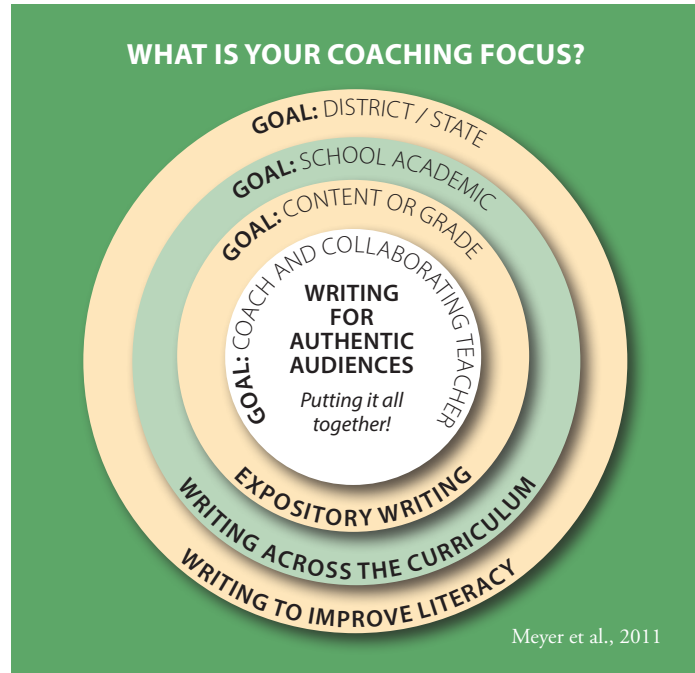 WHAT IS YOUR COACHING FOCUS?
GOAL: DISTRICT / STATE
GOAL: SCHOOL ACADEMIC
GOAL: CONTENT OR GRADE
GOAL: COACH AND COLLABORATING TEACHER
WRITING
FOR
AUTHENTIC
AUDIENCES
Putting it all
together!
EXPOSITORY WRITING
WRITING ACROSS THE CURRICULUM
WRITING TO IMPROVE LITERACY
Meyer et al., 2011